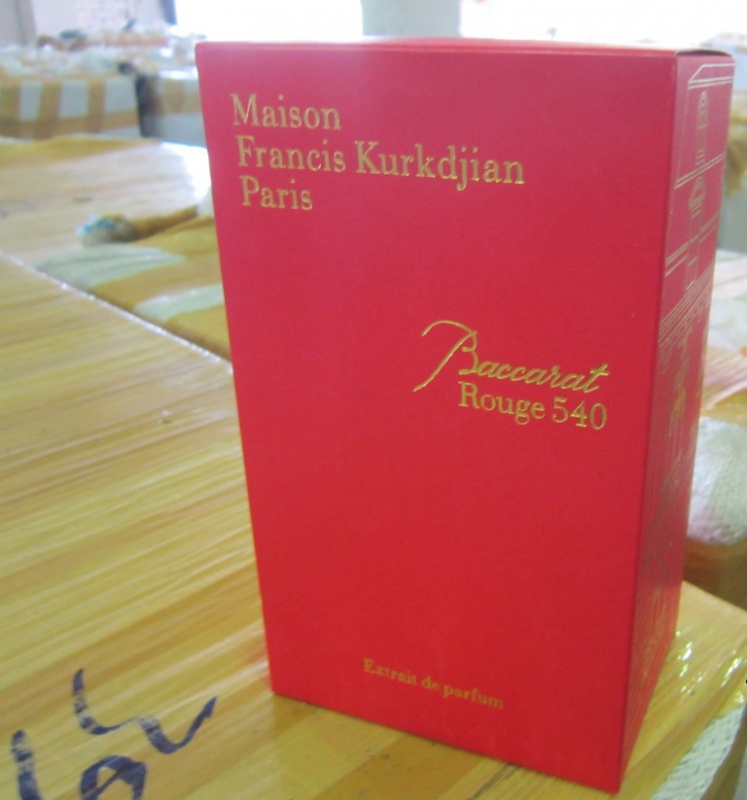 Maison
Francis Kurkdjian
Paris
Baccarat
Rouge 540
Extrait de parfum